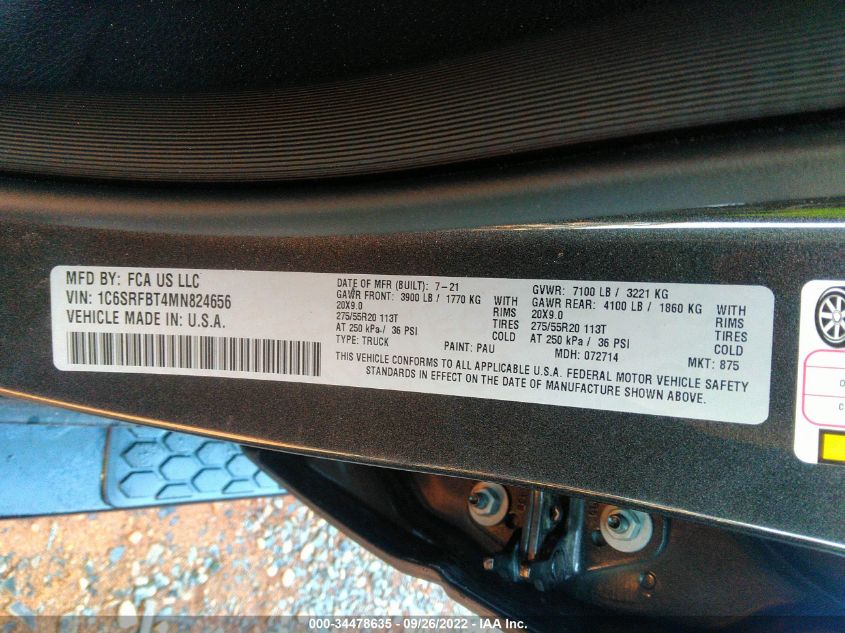 MFD BY: FCA US LLC
VIN: 1C6SRFBT4MN824656
VEHICLE MADE IN: U.S.A.
DATE OF MFR (BUILT): 7-21
GAWR FRONT: 3900 LB / 1770 KG WITH
20X9.0 RIMS
275/55R20 113T TIRES
AT 250 kPa/ 36 PSI COLD
TYPE: TRUCK PAINT: PAU
GVWR: 7100 LB / 3221 KG
GAWR REAR: 4100 LB / 1860 KG WITH
20X9.0 RIMS
275/55R20 113T TIRES
AT 250 kPa / 36 PSI COLD
MDH: 072714 MKT: 875
THIS VEHICLE CONFORMS TO ALL APPLICABLE U.S.A. FEDERAL MOTOR VEHICLE SAFETY
STANDARDS IN EFFECT ON THE DATE OF MANUFACTURE SHOWN ABOVE.
000-34478635 - 09/26/2022 - IAA Inc.